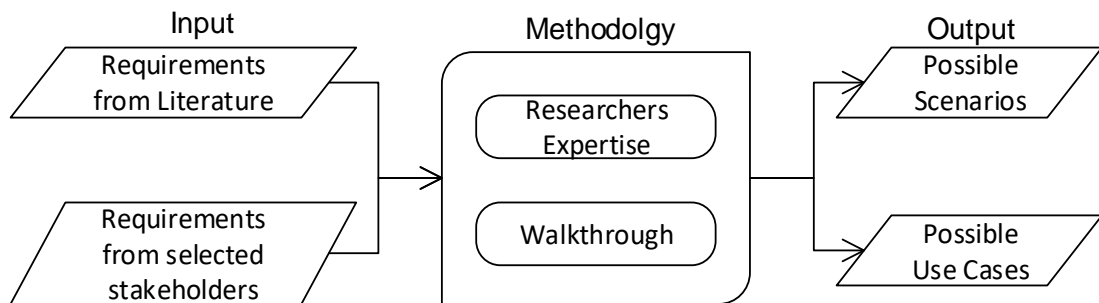 Input
Requirements
from Literature
Requirements
from selected
stakeholders
Methodolgy
Researchers
Expertise
Walkthrough
Output
Possible
Scenarios
Possible
Use Cases